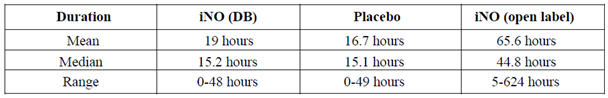 Duration iNO (DB) Placebo iNO (open label)
Mean 19 hours 16.7 hours 65.6 hours
Median 15.2 hours 15.1 hours 44.8 hours
Range 0-48 hours 0-49 hours 5-624 hours